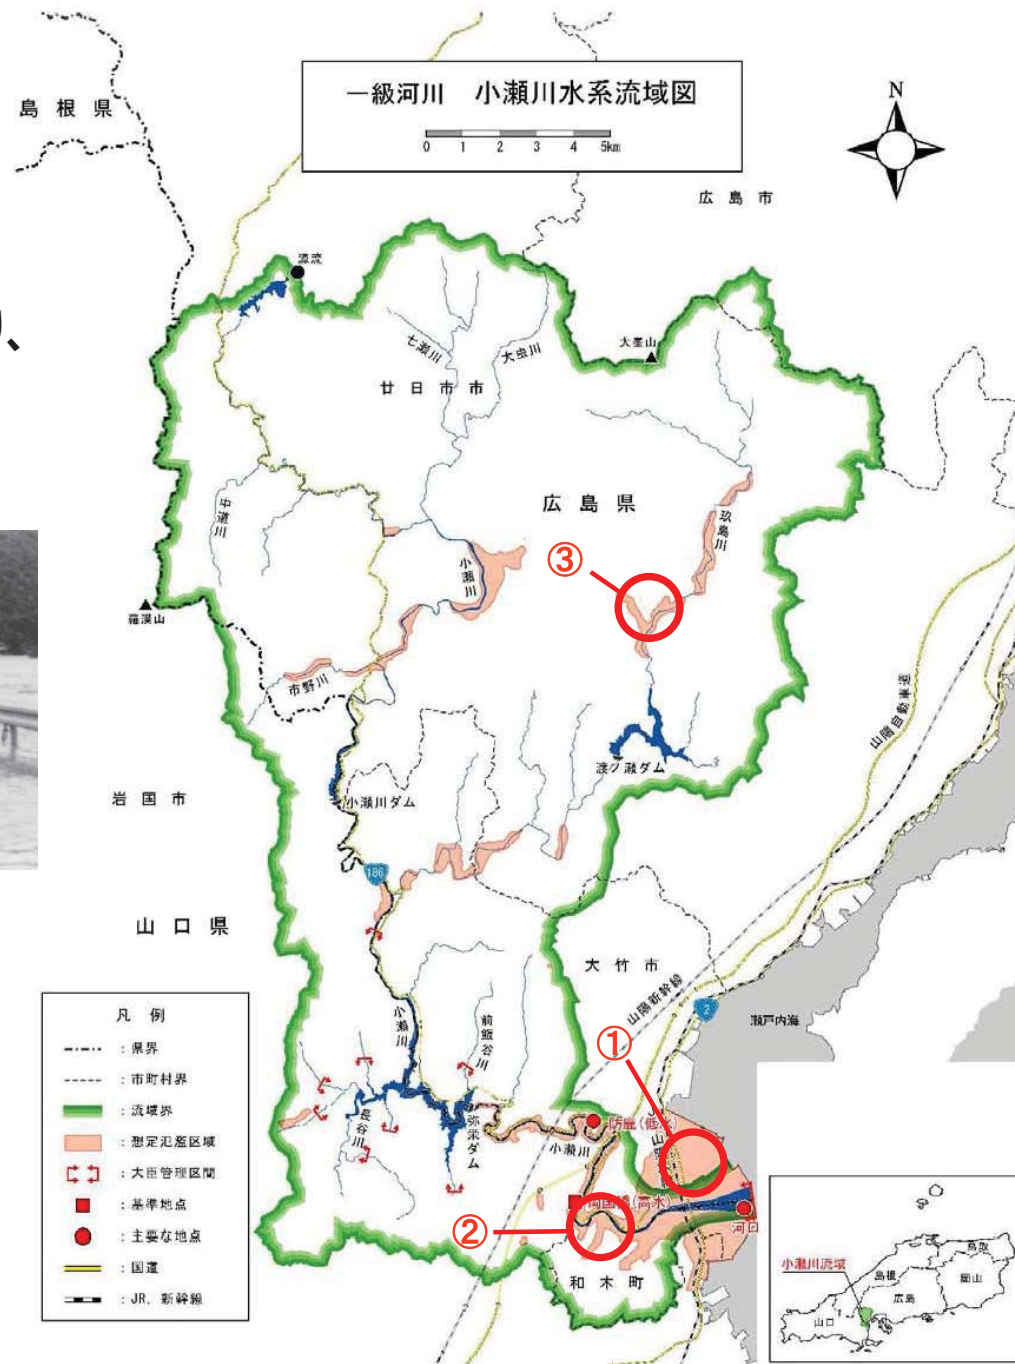 一級河川　小瀬川水系流域図
0 1 2 3 4 5km
N
島根県
広島市
源流
、
七瀬川
大虫川
大峯山
廿日市市
中道川
広島県
玖島川
小瀬川
③
羅漢山
市野川
山陽自動車道
渡ノ瀬ダム
岩国市
小瀬川ダム
186
山口県
大竹市
山陽新幹線
2
瀬戸内海
小瀬川
前飯谷川
①
長谷川
弥栄ダム
小瀬川
防鹿(低水)
両国橋(高水)
河口
②
和木町
凡例
：県界
：市町村界
：流域界
：想定氾濫区域
：大臣管理区間
：基準地点
：主要な地点
：国道
：JR, 新幹線
小瀬川流域
鳥取
島根
岡山
広島
山口